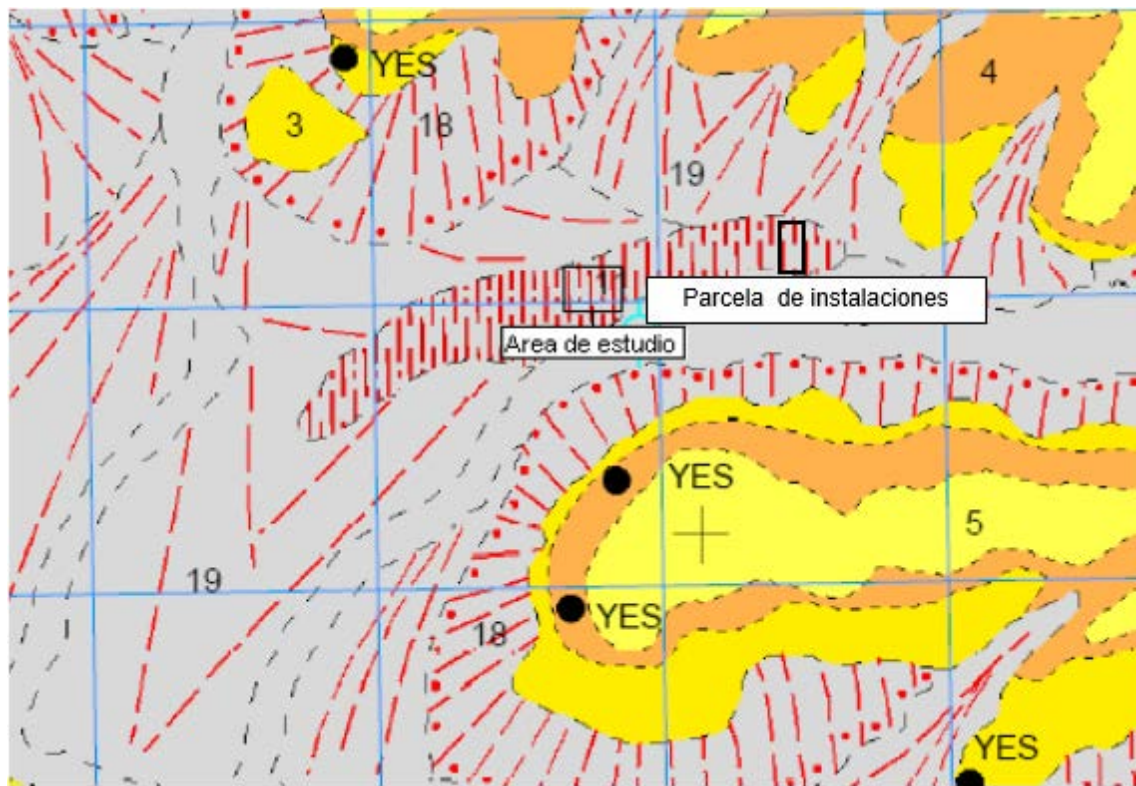 YES
3
18
4
19
Parcela de instalaciones
Area de estudio
YES
5
YES
19
18
YES